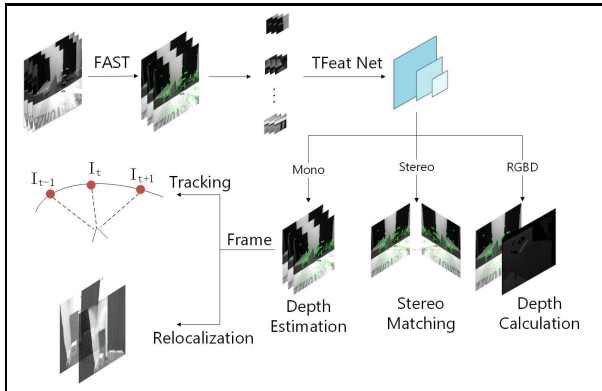 FAST
TFeat Net
Mono
Stereo
RGBD
I_{t-1}
I_t
I_{t+1}
Tracking
Frame
Relocalization
Depth
Estimation
Stereo
Matching
Depth
Calculation